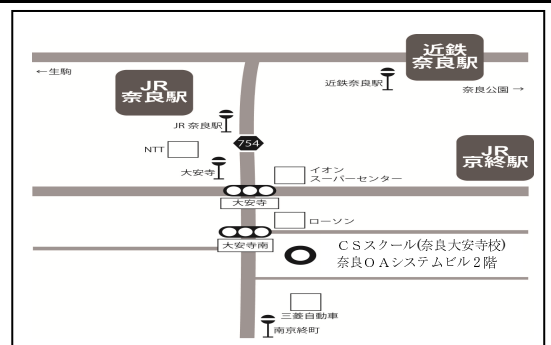 近鉄
奈良駅
←生駒
JR
奈良駅
近鉄奈良駅
奈良公園 →
JR 奈良駅
754
NTT
JR
京終駅
大安寺
イオン
スーパーセンター
大安寺
ローソン
大安寺南
ＣＳスクール(奈良大安寺校)
奈良ＯＡシステムビル２階
三菱自動車
南京終町